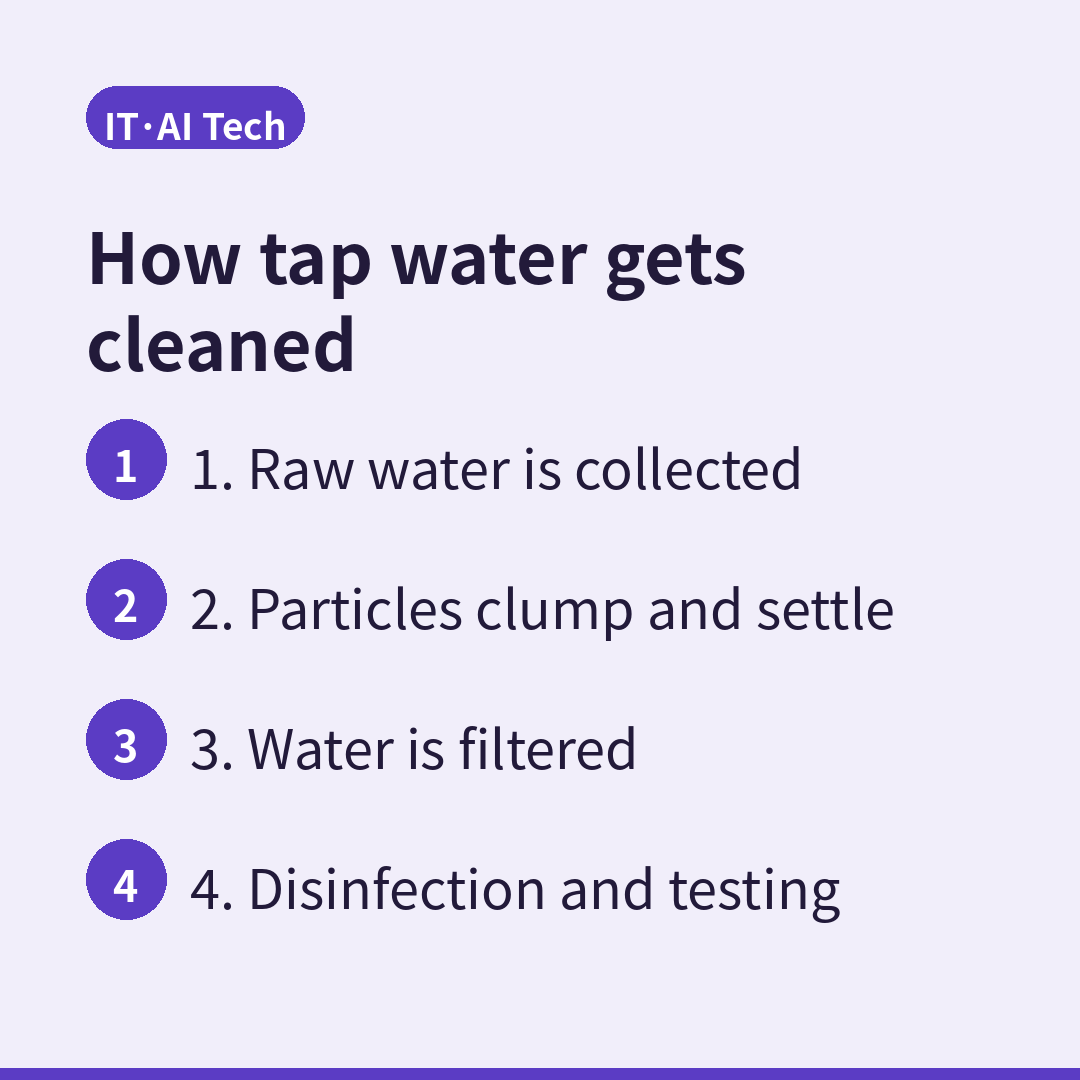 IT·AI Tech
How tap water gets
cleaned
1 1. Raw water is collected
2 2. Particles clump and settle
3 3. Water is filtered
4 4. Disinfection and testing